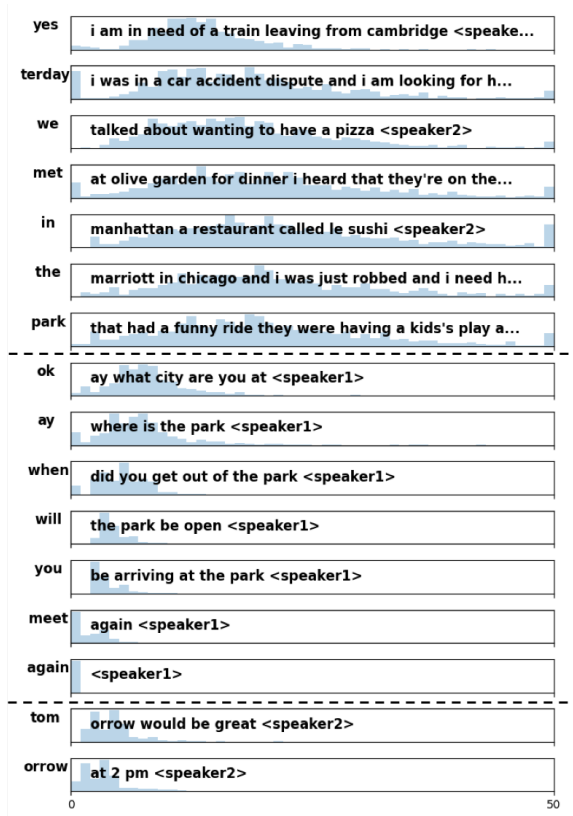 yes i am in need of a train leaving from cambridge <speake...
terday i was in a car accident dispute and i am looking for h...
we talked about wanting to have a pizza <speaker2>
met at olive garden for dinner i heard that they're on the...
in manhattan a restaurant called le sushi <speaker2>
the marriott in chicago and i was just robbed and i need h...
park that had a funny ride they were having a kids's play a...
ok ay what city are you at <speaker1>
ay where is the park <speaker1>
when did you get out of the park <speaker1>
will the park be open <speaker1>
you be arriving at the park <speaker1>
meet again <speaker1>
again <speaker1>
tom orrow would be great <speaker2>
orrow at 2 pm <speaker2>
0 50